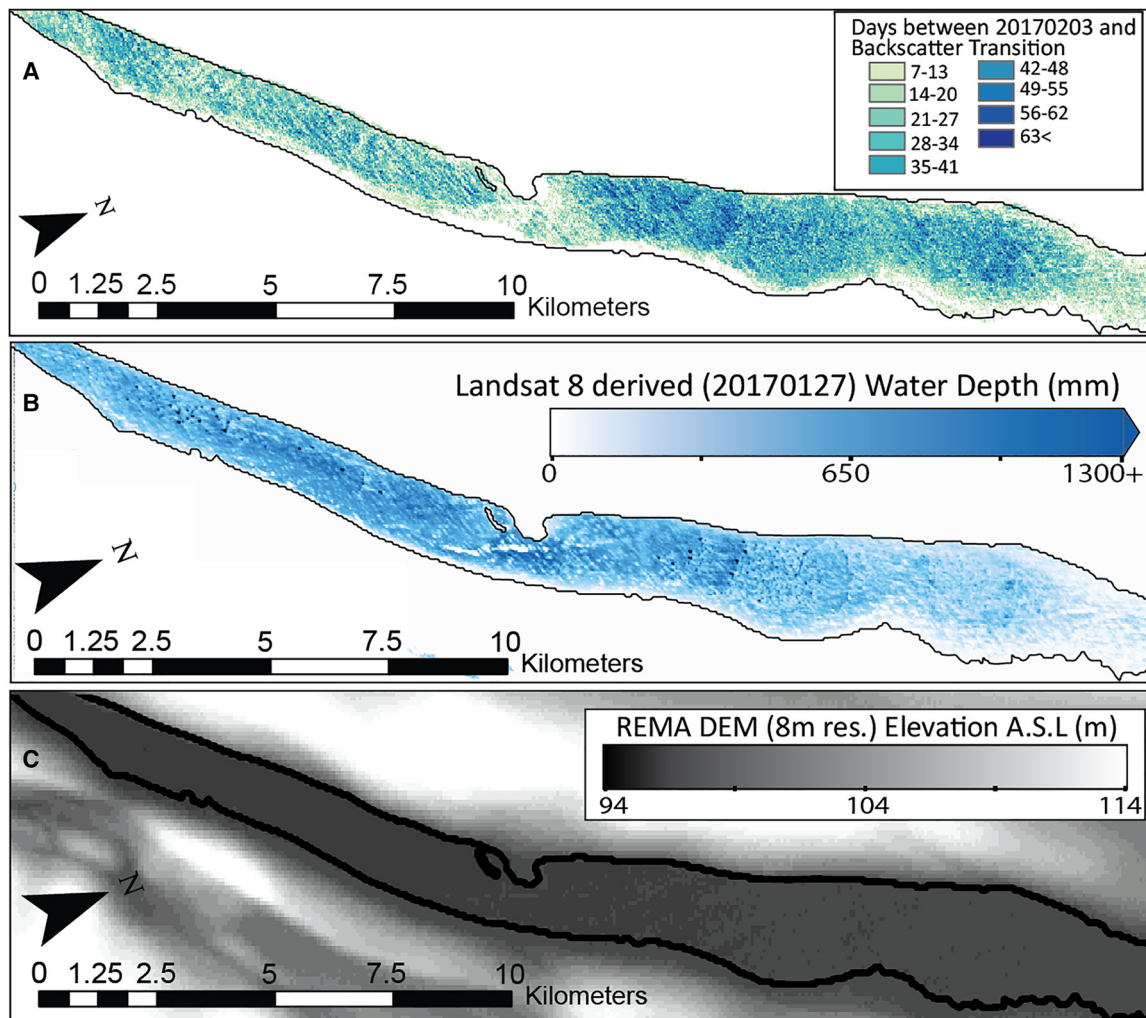 A
Days between 20170203 and
Backscatter Transition
7-13
14-20
21-27
28-34
35-41
42-48
49-55
56-62
63<
N
0 1.25 2.5 5 7.5 10
Kilometers
B
Landsat 8 derived (20170127) Water Depth (mm)
0 650 1300+
N
0 1.25 2.5 5 7.5 10
Kilometers
C
REMA DEM (8m res.) Elevation A.S.L (m)
94 104 114
N
0 1.25 2.5 5 7.5 10
Kilometers